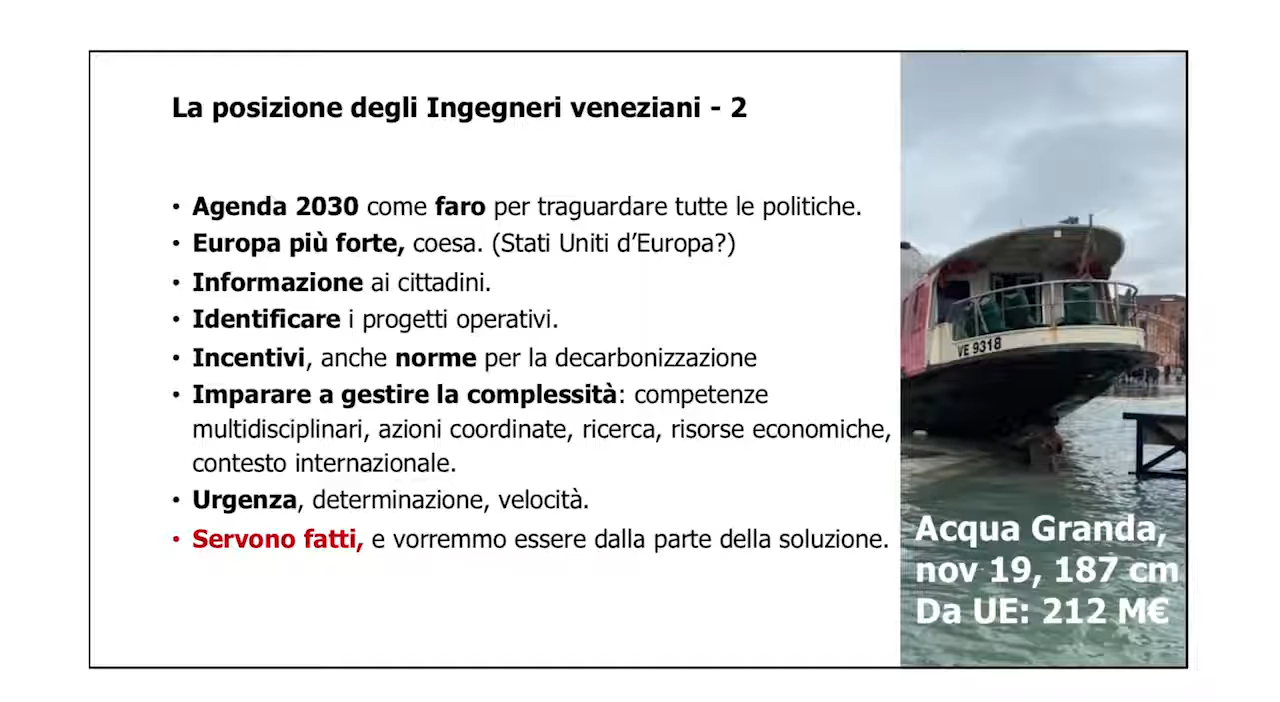 La posizione degli Ingegneri veneziani - 2
• Agenda 2030 come faro per traguardare tutte le politiche.
• Europa più forte, coesa. (Stati Uniti d’Europa?)
• Informazione ai cittadini.
• Identificare i progetti operativi.
• Incentivi, anche norme per la decarbonizzazione
• Imparare a gestire la complessità: competenze
multidisciplinari, azioni coordinate, ricerca, risorse economiche,
contesto internazionale.
• Urgenza, determinazione, velocità.
• Servono fatti, e vorremmo essere dalla parte della soluzione.
VE 9318
Acqua Granda,
nov 19, 187 cm
Da UE: 212 M€